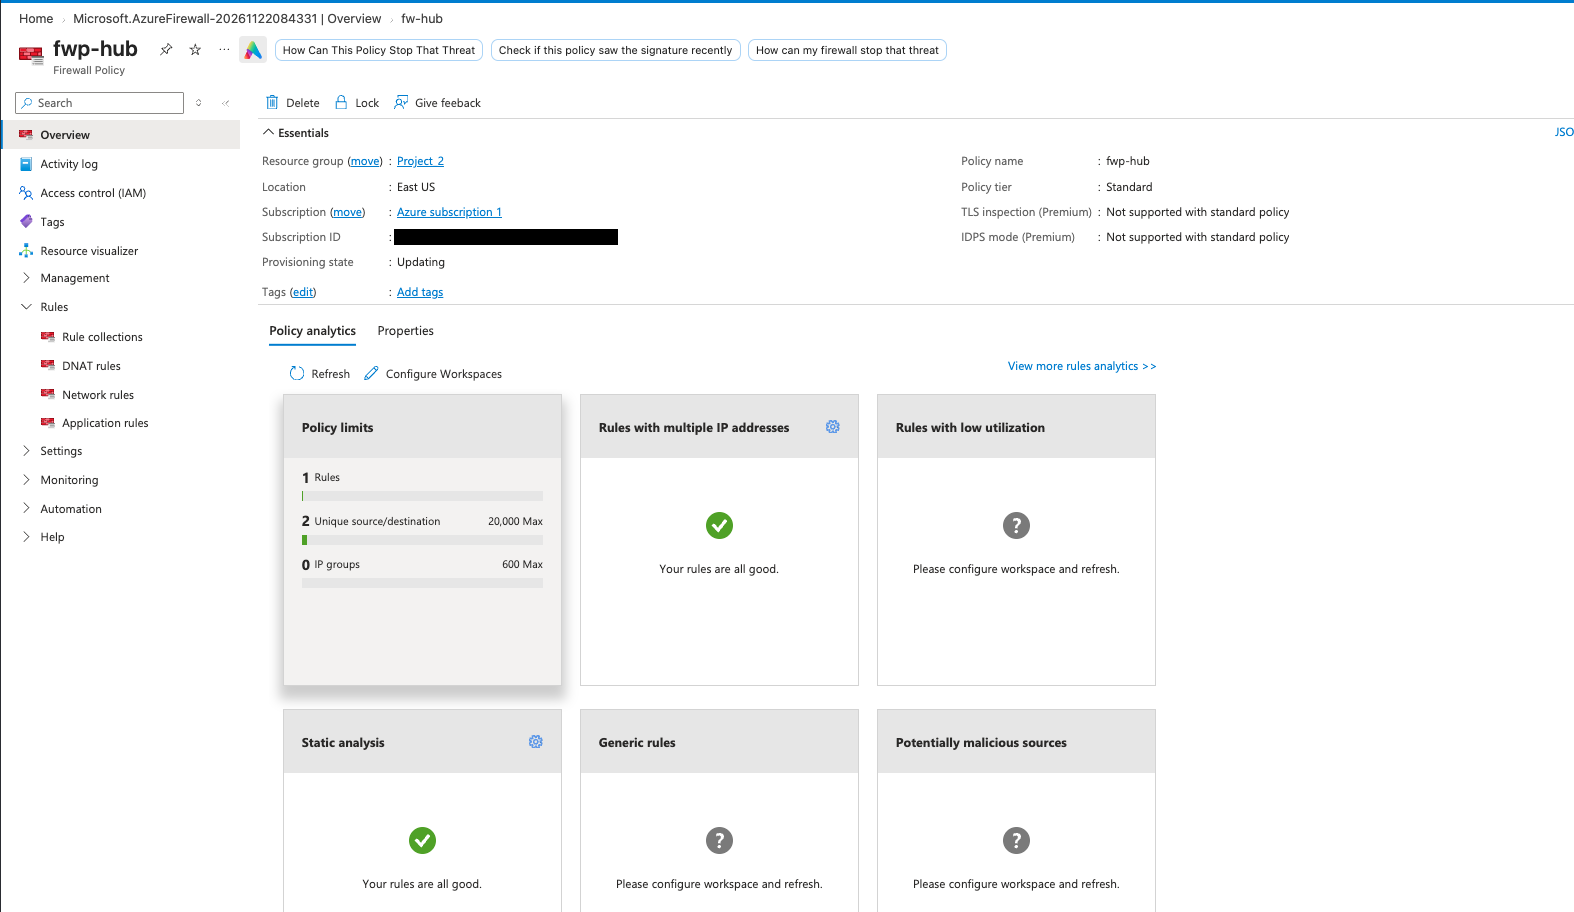 Home › Microsoft.AzureFirewall-20261122084331 | Overview › fw-hub
fwp-hub
Firewall Policy
How Can This Policy Stop That Threat
Check if this policy saw the signature recently
How can my firewall stop that threat
Search
Overview
Activity log
Access control (IAM)
Tags
Resource visualizer
Management
Rules
Rule collections
DNAT rules
Network rules
Application rules
Settings
Monitoring
Automation
Help
Delete Lock Give feeback
Essentials
JSO
Resource group (move) : Project_2
Location : East US
Subscription (move) : Azure subscription 1
Subscription ID :
Provisioning state : Updating
Tags (edit) : Add tags
Policy name : fwp-hub
Policy tier : Standard
TLS inspection (Premium) : Not supported with standard policy
IDPS mode (Premium) : Not supported with standard policy
Policy analytics Properties
Refresh Configure Workspaces
View more rules analytics >>
Policy limits
1 Rules
2 Unique source/destination 20,000 Max
0 IP groups 600 Max
Rules with multiple IP addresses
Your rules are all good.
Rules with low utilization
?
Please configure workspace and refresh.
Static analysis
Your rules are all good.
Generic rules
?
Please configure workspace and refresh.
Potentially malicious sources
?
Please configure workspace and refresh.